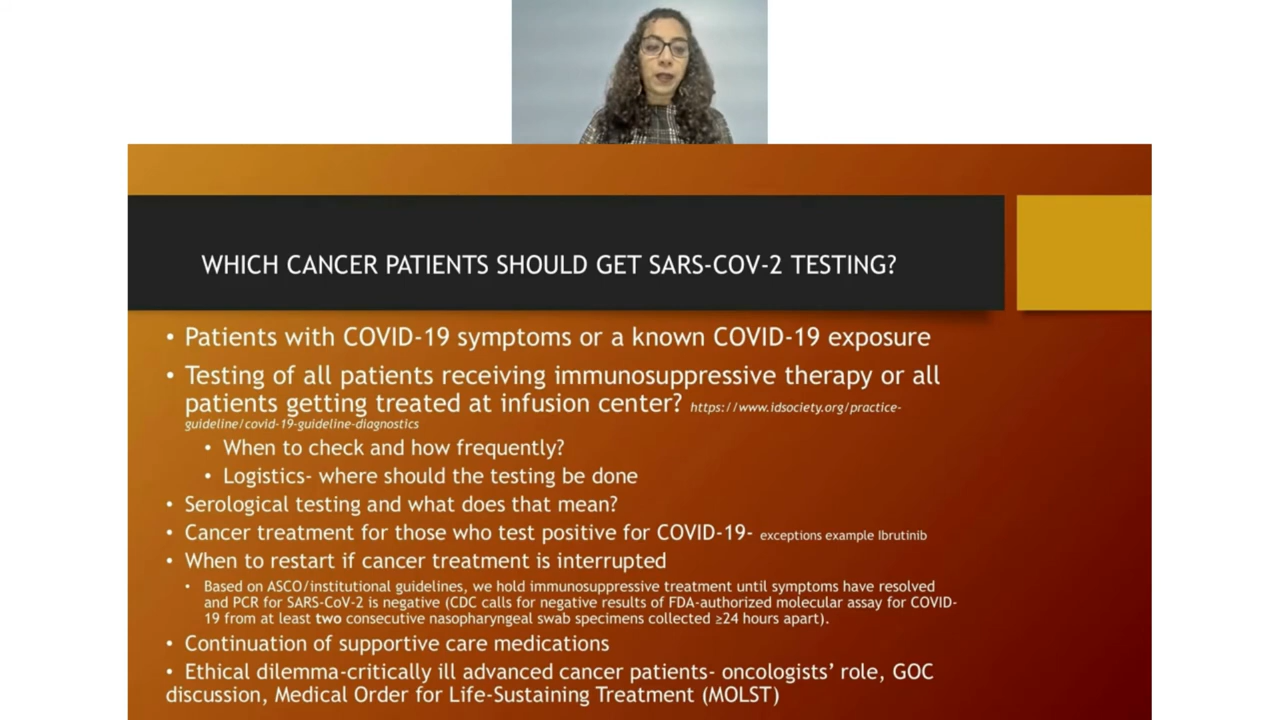 WHICH CANCER PATIENTS SHOULD GET SARS-COV-2 TESTING?
• Patients with COVID-19 symptoms or a known COVID-19 exposure
• Testing of all patients receiving immunosuppressive therapy or all
patients getting treated at infusion center? https://www.idsociety.org/practice-
guideline/covid-19-guideline-diagnostics
• When to check and how frequently?
• Logistics- where should the testing be done
• Serological testing and what does that mean?
• Cancer treatment for those who test positive for COVID-19- exceptions example Ibrutinib
• When to restart if cancer treatment is interrupted
• Based on ASCO/institutional guidelines, we hold immunosuppressive treatment until symptoms have resolved
and PCR for SARS-CoV-2 is negative (CDC calls for negative results of FDA-authorized molecular assay for COVID-
19 from at least two consecutive nasopharyngeal swab specimens collected ≥24 hours apart).
• Continuation of supportive care medications
• Ethical dilemma-critically ill advanced cancer patients- oncologists’ role, GOC
discussion, Medical Order for Life-Sustaining Treatment (MOLST)